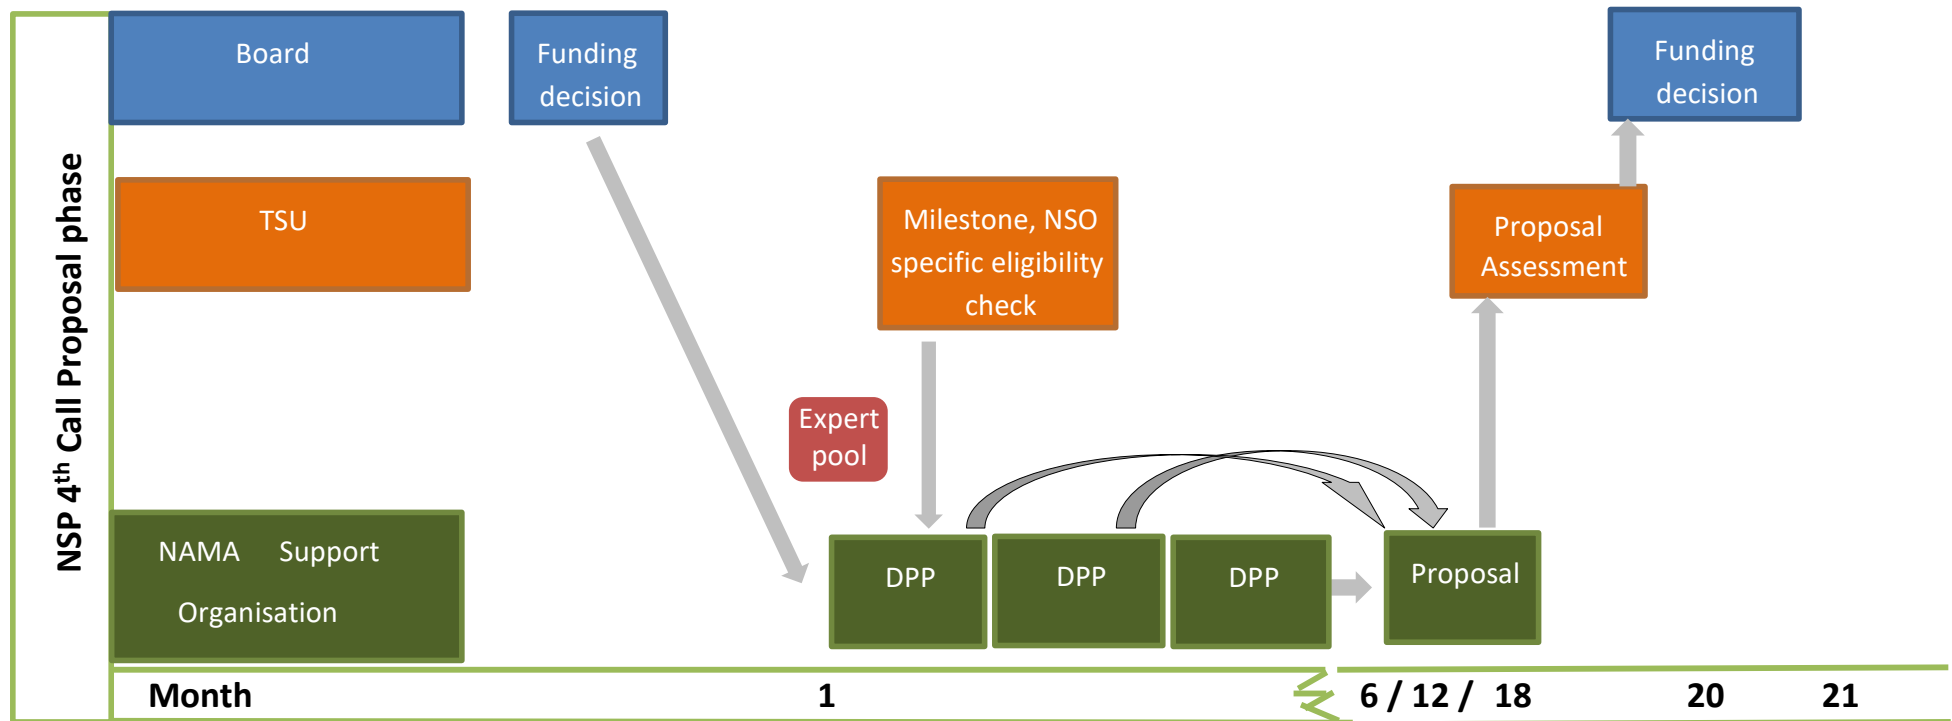 NSP 4th Call Proposal phase
Board
Funding
decision
Funding
decision
TSU
Milestone, NSO
specific eligibility
check
Proposal
Assessment
Expert
pool
NAMA Support
Organisation
DPP
DPP
DPP
Proposal
Month 1 6 / 12 / 18 20 21